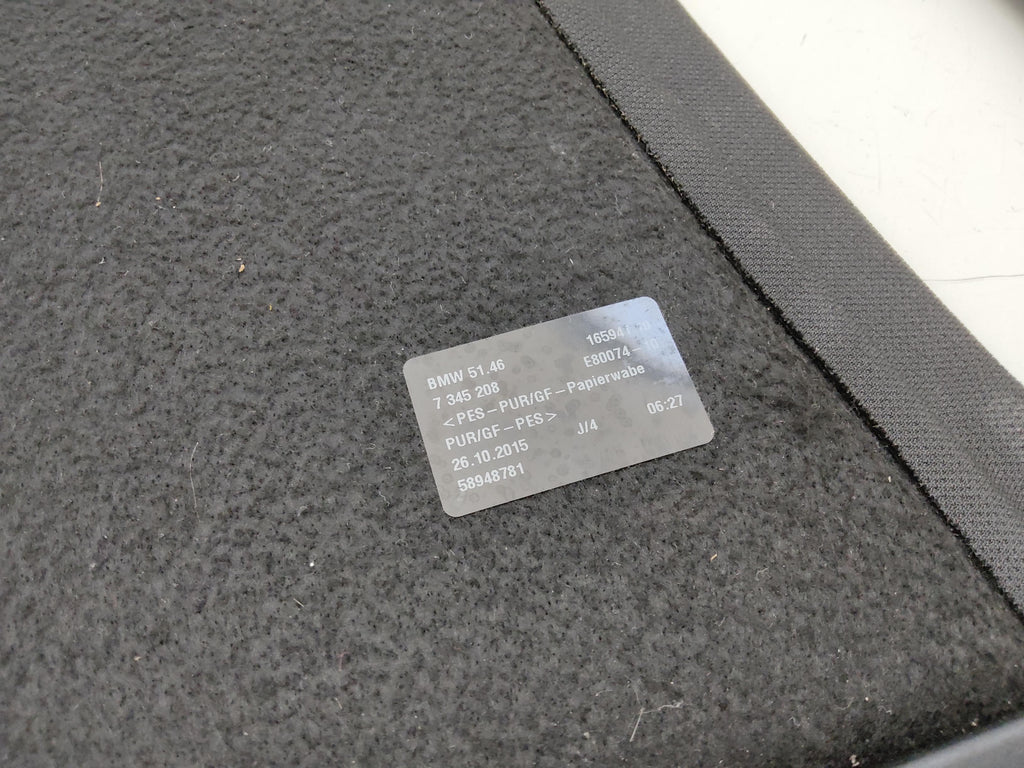 BMW 51.46
7 345 208 E80074-10
<PES-PUR/GF-Papierwabe
PUR/GF-PES>
26.10.2015 J/4 06:27
58948781